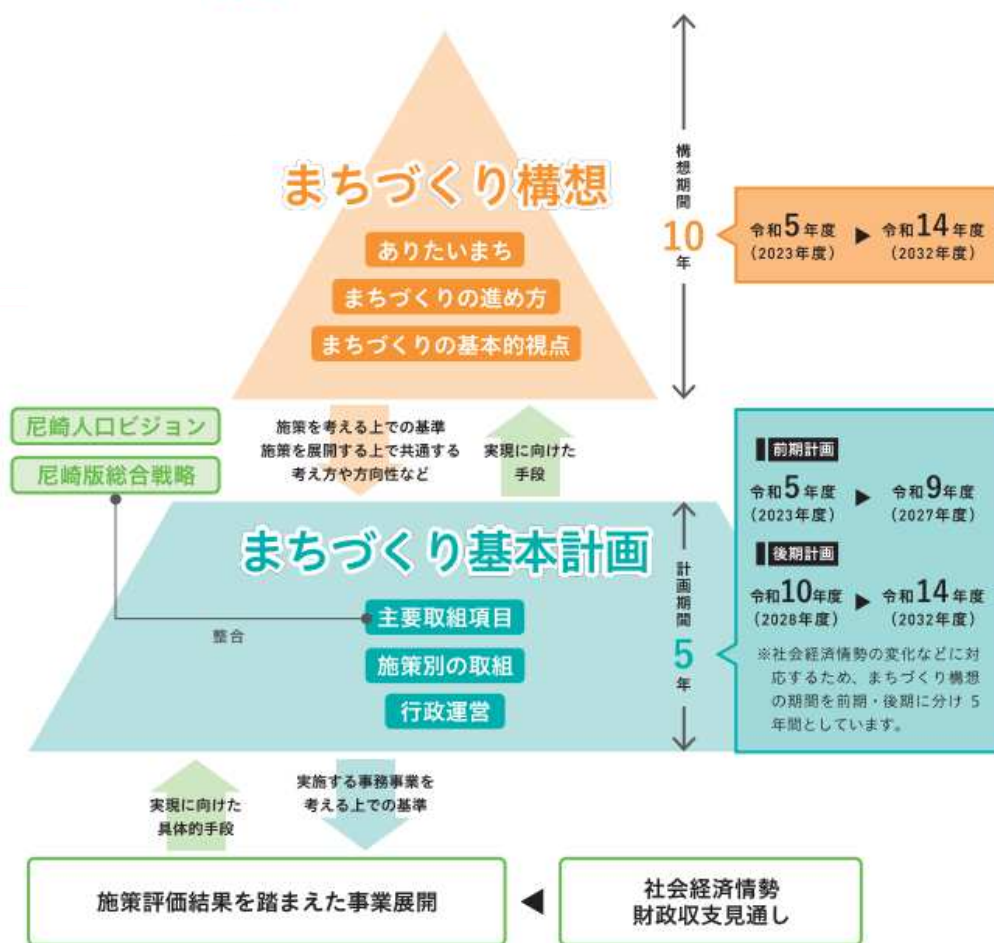 まちづくり構想
ありたいまち
まちづくりの進め方
まちづくりの基本的視点
構想期間
10
年
令和5年度
(2023年度)
▶
令和14年度
(2032年度)
尼崎人口ビジョン
尼崎版総合戦略
施策を考える上での基準
施策を展開する上で共通する
考え方や方向性など
実現に向けた
手段
まちづくり基本計画
主要取組項目
施策別の取組
行政運営
整合
計画期間
5
年
前期計画
令和5年度
(2023年度)
▶
令和9年度
(2027年度)
後期計画
令和10年度
(2028年度)
▶
令和14年度
(2032年度)
※社会経済情勢の変化などに対
応するため、まちづくり構想
の期間を前期・後期に分け 5
年間としています。
実現に向けた
具体的手段
実施する事務事業を
考える上での基準
施策評価結果を踏まえた事業展開
◀
社会経済情勢
財政収支見通し